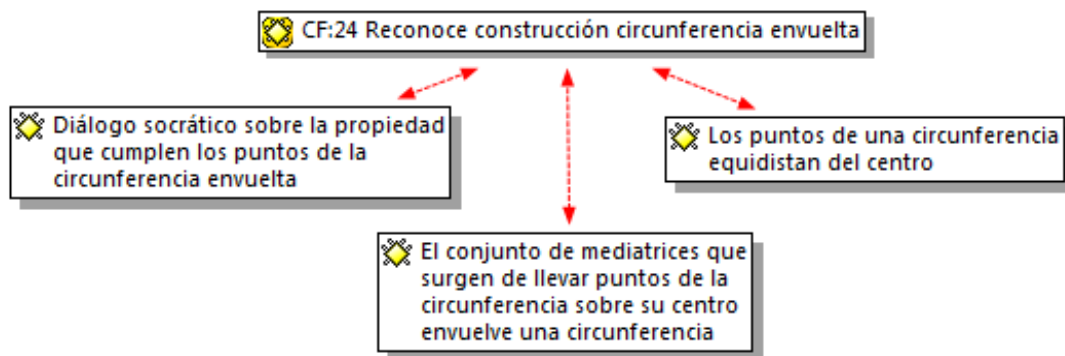 CF:24 Reconoce construcción circunferencia envuelta
Diálogo socrático sobre la propiedad
que cumplen los puntos de la
circunferencia envuelta
Los puntos de una circunferencia
equidistan del centro
El conjunto de mediatrices que
surgen de llevar puntos de la
circunferencia sobre su centro
envuelve una circunferencia